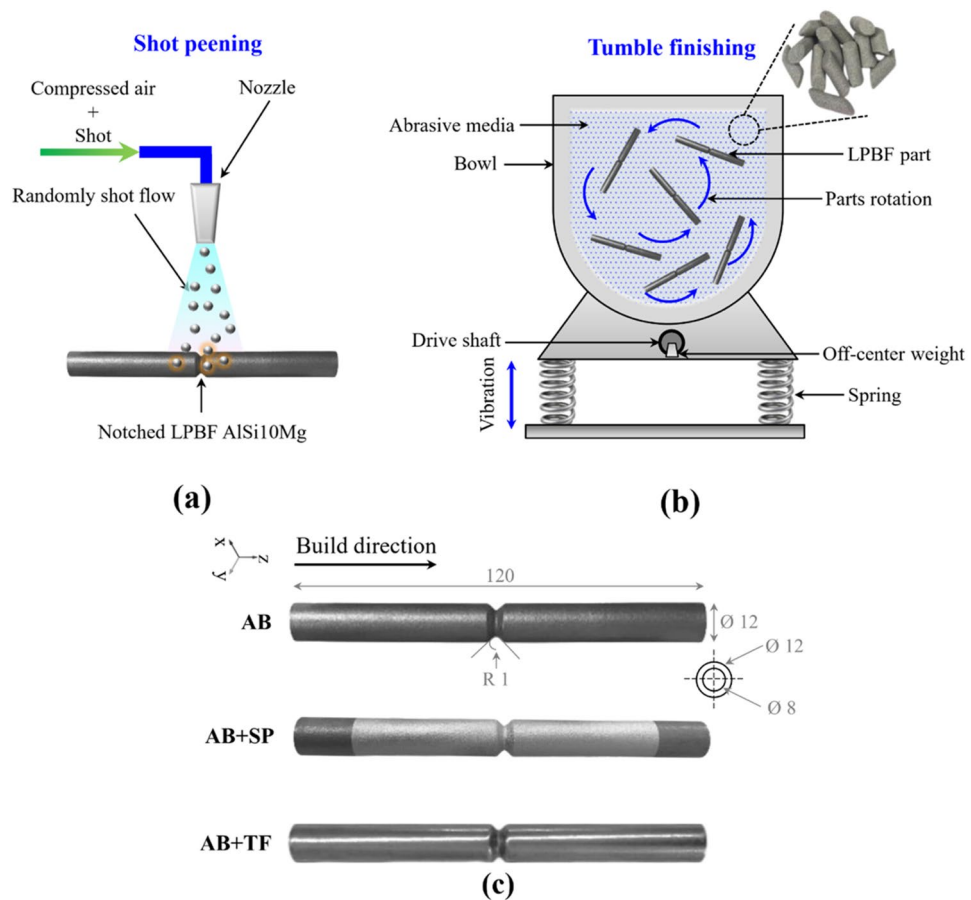 (a)
Shot peening
Compressed air
+
Shot
Nozzle
Randomly shot flow
Notched LPBF AlSi10Mg
(a)
Tumble finishing
Abrasive media
Bowl
LPBF part
Parts rotation
Drive shaft
Off-center weight
Vibration
Spring
(b)
x
y
z
Build direction
120
AB
Ø 12
R 1
Ø 12
Ø 8
AB+SP
AB+TF
(c)